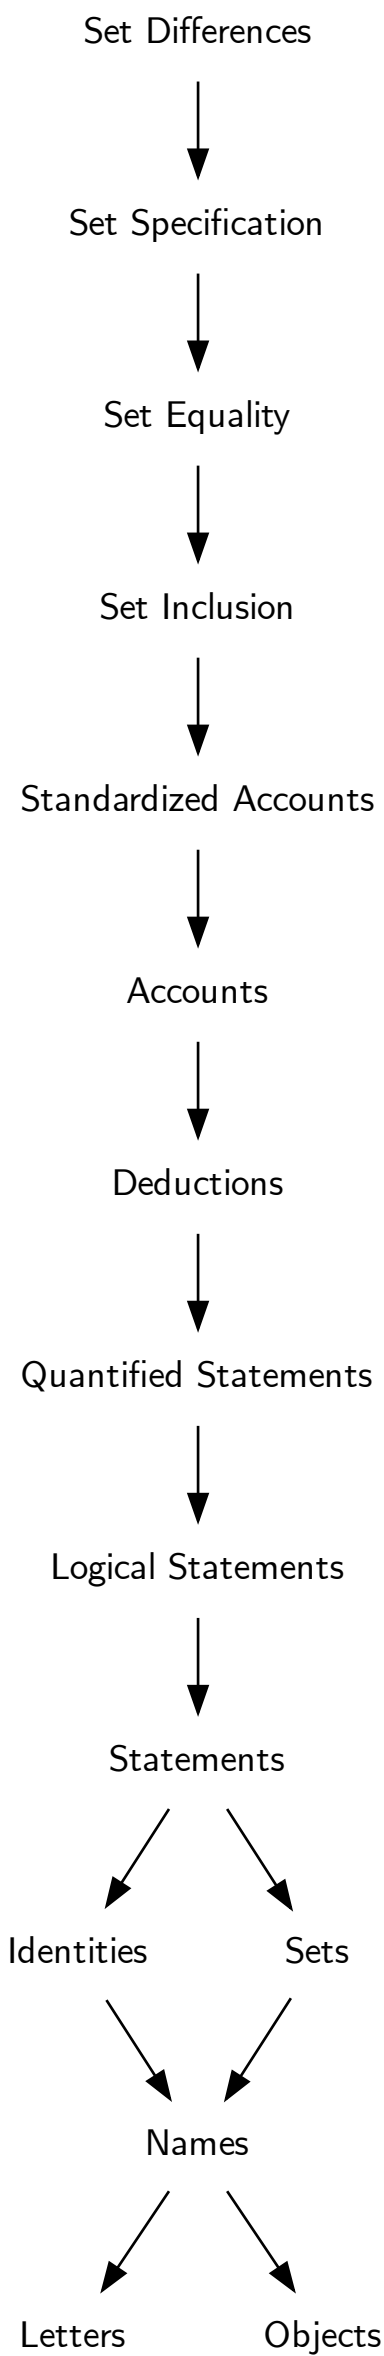 Set Differences
Set Specification
Set Equality
Set Inclusion
Standardized Accounts
Accounts
Deductions
Quantified Statements
Logical Statements
Statements
Identities
Sets
Names
Letters
Objects